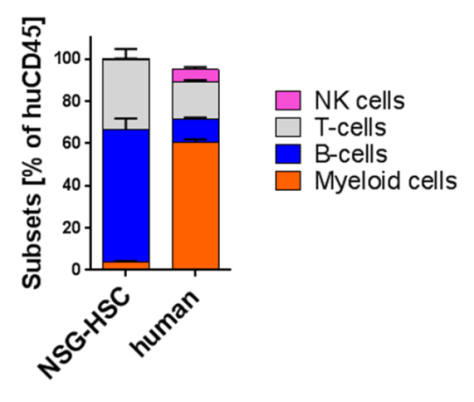 Subsets [% of huCD45]
100
80
60
40
20
0
NSG-HSC
human
NK cells
T-cells
B-cells
Myeloid cells